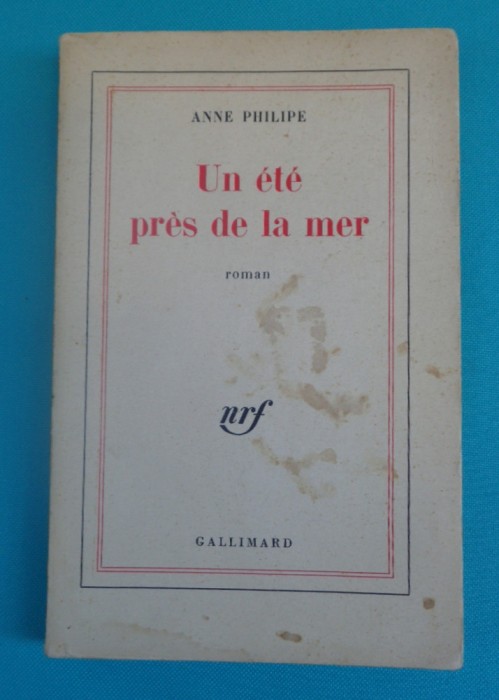 ANNE PHILIPE
Un été
près de la mer
roman
nrf
GALLIMARD